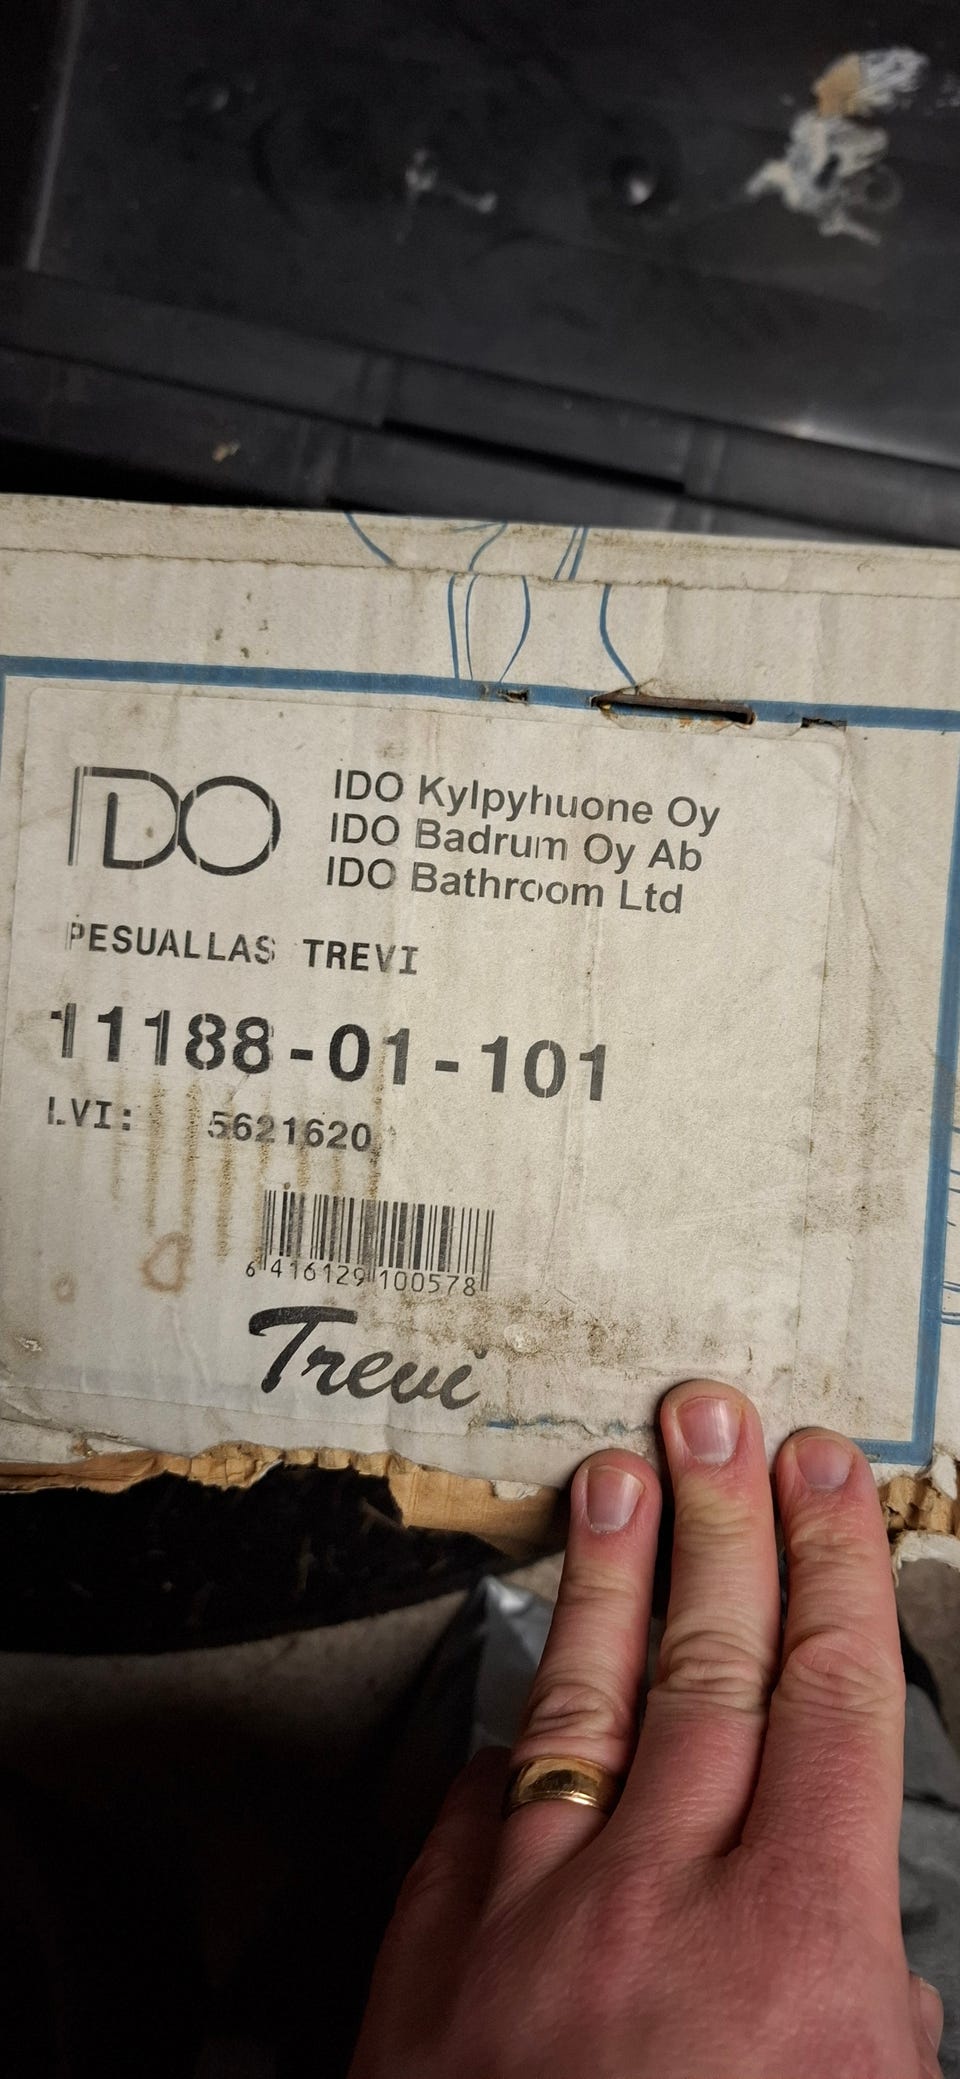 IDO
IDO Kylpyhuone Oy
IDO Badrum Oy Ab
IDO Bathroom Ltd
PESUALLAS TREVI
11188-01-101
LVI: 5621620
6 416129 100578
Trevi